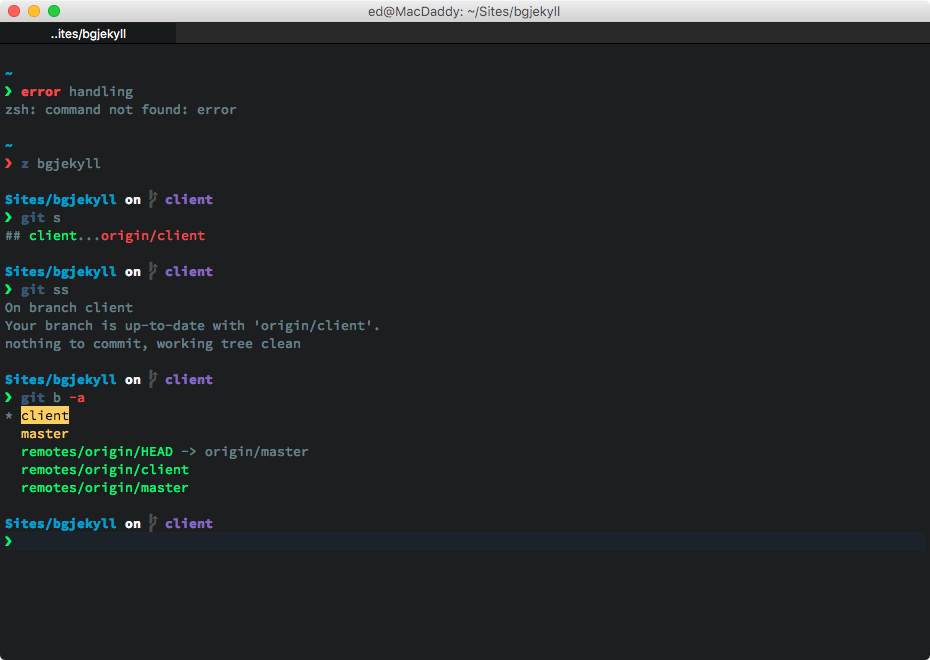 ed@MacDaddy: ~/Sites/bgjekyll
..ites/bgjekyll
~
❯ error handling
zsh: command not found: error
~
❯ z bgjekyll
Sites/bgjekyll on client
❯ git s
## client...origin/client
Sites/bgjekyll on client
❯ git ss
On branch client
Your branch is up-to-date with 'origin/client'.
nothing to commit, working tree clean
Sites/bgjekyll on client
❯ git b -a
* client
master
remotes/origin/HEAD -> origin/master
remotes/origin/client
remotes/origin/master
Sites/bgjekyll on client
❯